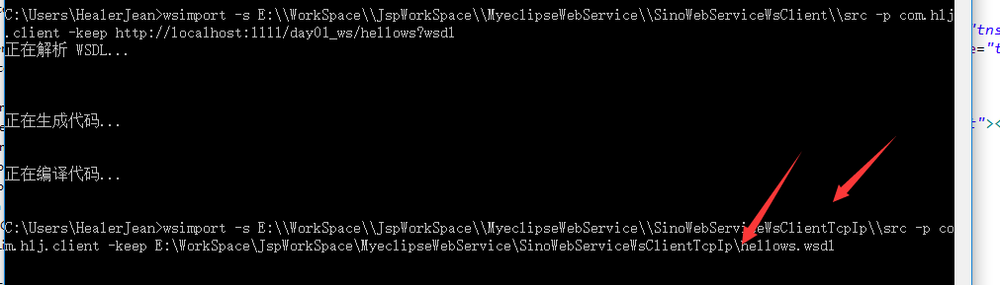 C:\Users\HealerJean>wsimport -s E:\\WorkSpace\\JspWorkSpace\\MyeclipseWebService\\SinoWebServiceWsClient\\src -p com.hlj
.client -keep http://localhost:1111/day01_ws/hellows?wsdl
正在解析 WSDL...
正在生成代码...
正在编译代码...
C:\Users\HealerJean>wsimport -s E:\\WorkSpace\\JspWorkSpace\\MyeclipseWebService\\SinoWebServiceWsClientTcpIp\\src -p co
m.hlj.client -keep E:\WorkSpace\JspWorkSpace\MyeclipseWebService\SinoWebServiceWsClientTcpIp\hellows.wsdl
"tns
e="t
t"><